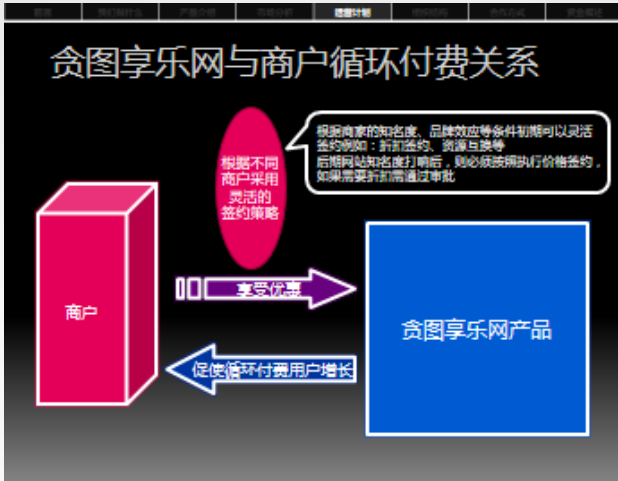 运营计划
贪图享乐网与商户循环付费关系
根据商家的知名度、品牌效应等条件初期可以灵活
签约例如：折扣签约、资源互换等
后期网站知名度打响后，则必须按照执行价格签约，
如果需要折扣需通过审批
根据不同
商户采用
灵活的
签约策略
商户
享受优惠
贪图享乐网产品
促使循环付费用户增长